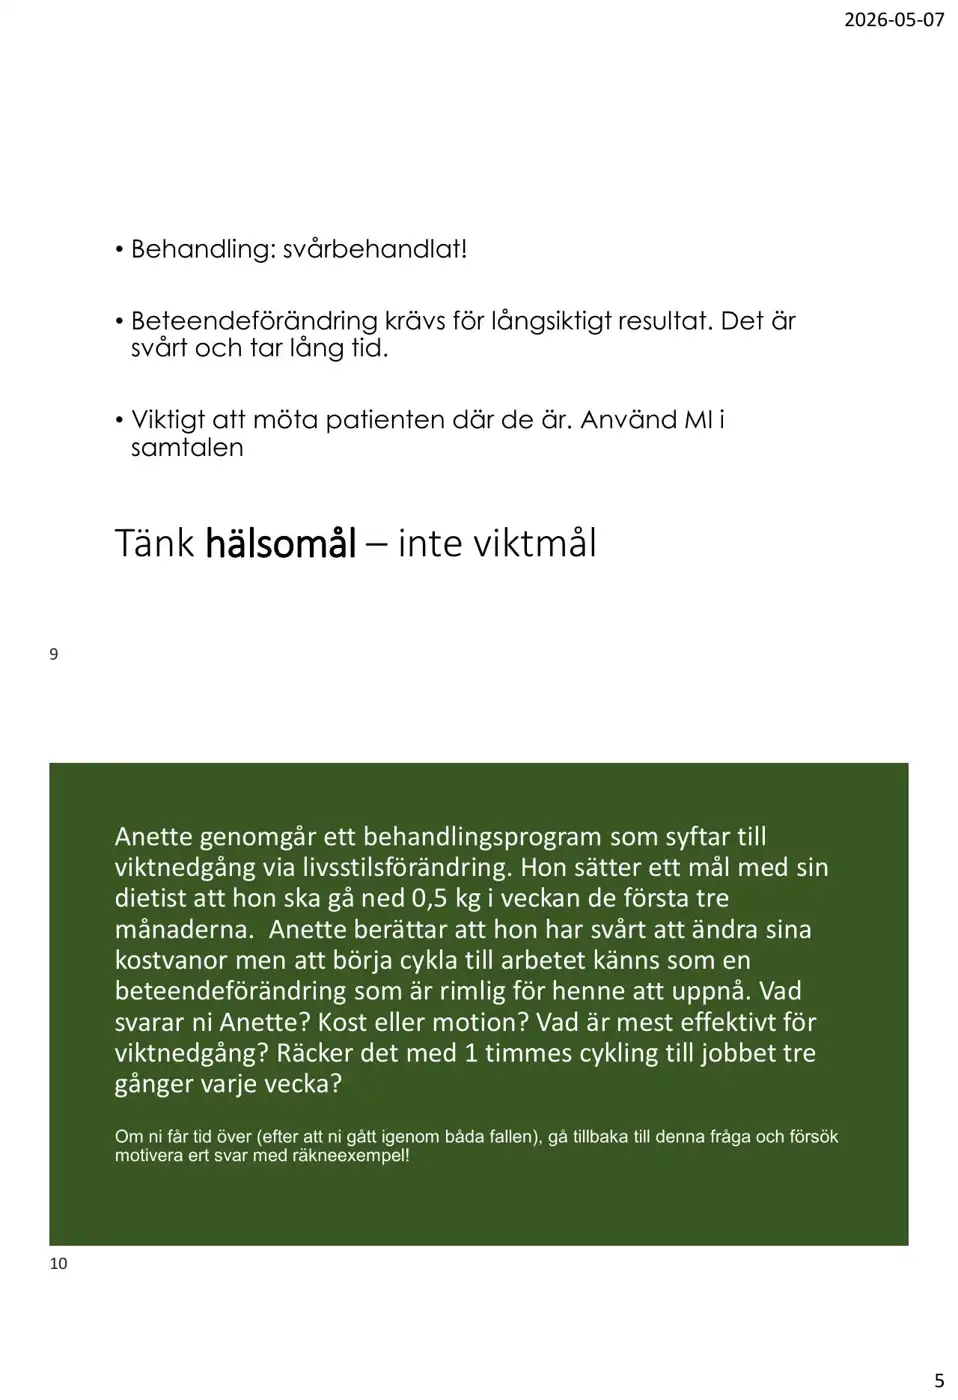 2026-05-07
• Behandling: svårbehandlat!
• Beteendeförändring krävs för långsiktigt resultat. Det är
svårt och tar lång tid.
• Viktigt att möta patienten där de är. Använd MI i
samtalen
Tänk hälsomål – inte viktmål
9
Anette genomgår ett behandlingsprogram som syftar till
viktnedgång via livsstilsförändring. Hon sätter ett mål med sin
dietist att hon ska gå ned 0,5 kg i veckan de första tre
månaderna.  Anette berättar att hon har svårt att ändra sina
kostvanor men att börja cykla till arbetet känns som en
beteendeförändring som är rimlig för henne att uppnå. Vad
svarar ni Anette? Kost eller motion? Vad är mest effektivt för
viktnedgång? Räcker det med 1 timmes cykling till jobbet tre
gånger varje vecka?
Om ni får tid över (efter att ni gått igenom båda fallen), gå tillbaka till denna fråga och försök
motivera ert svar med räkneexempel!
10
5